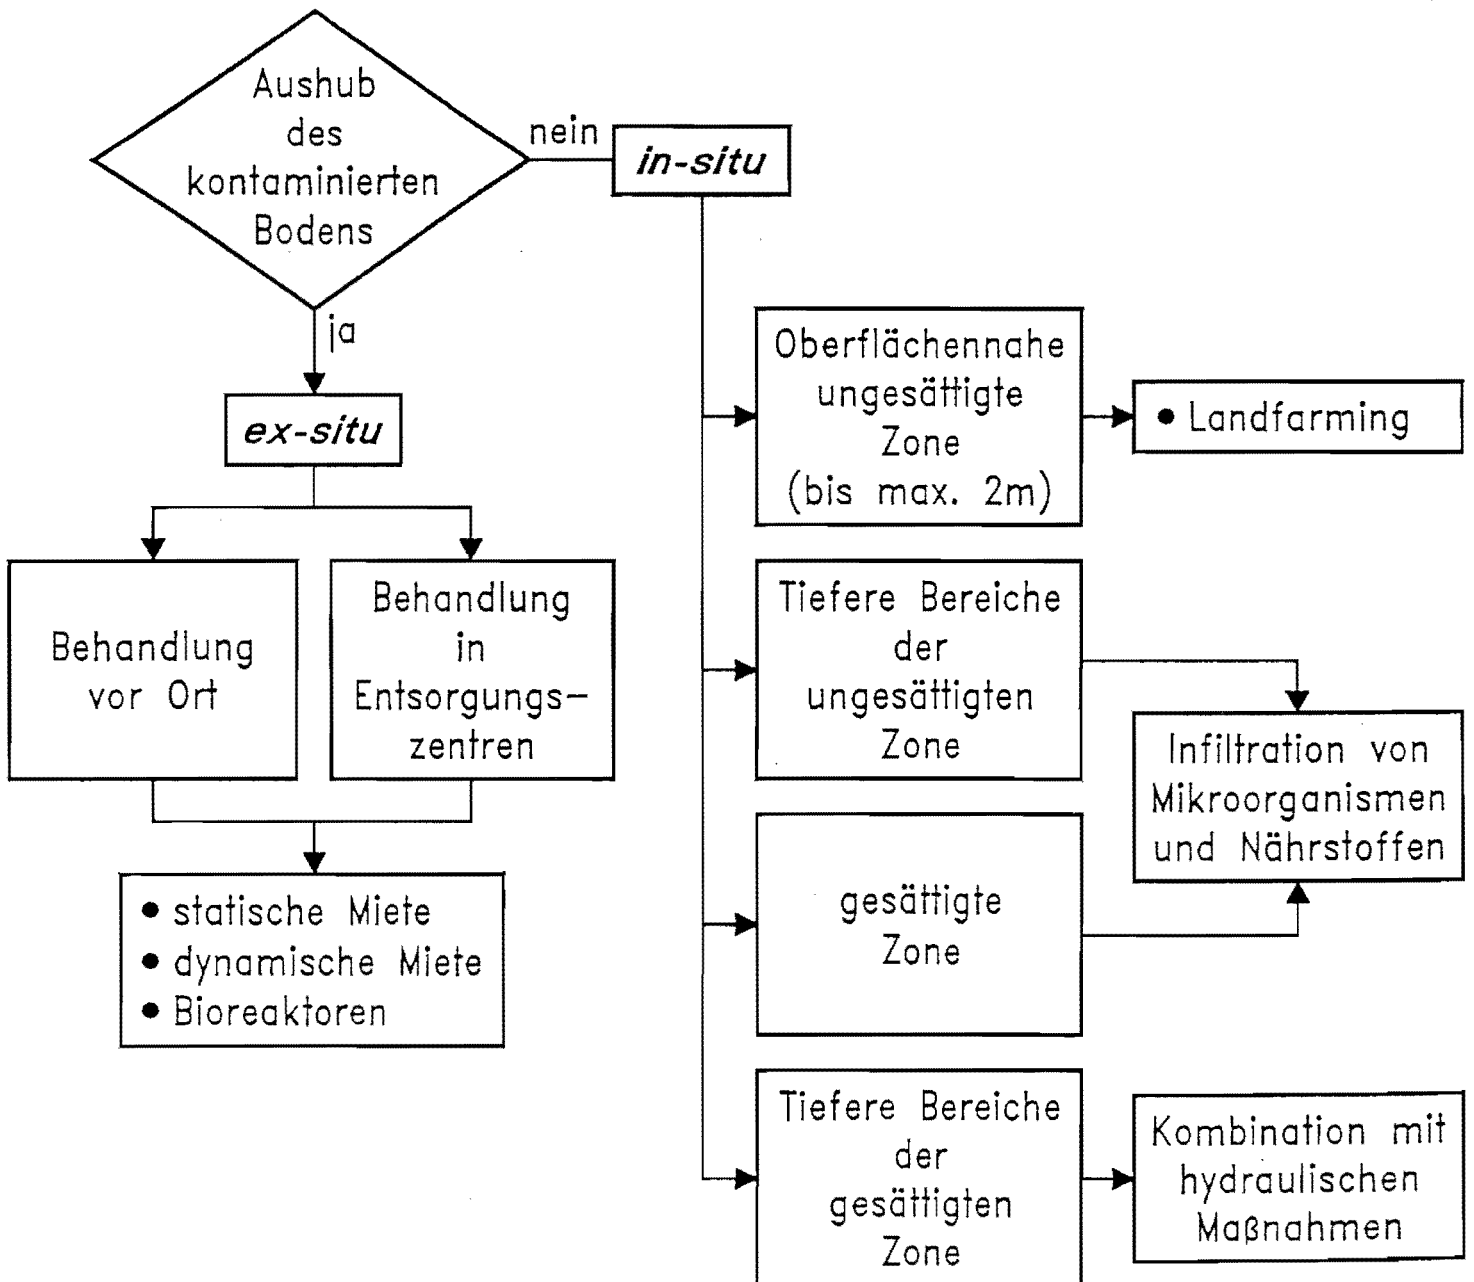 Aushub
des
kontaminierten
Bodens
nein
in-situ
ja
ex-situ
Behandlung
vor Ort
Behandlung
in
Entsorgungs-
zentren
• statische Miete
• dynamische Miete
• Bioreaktoren
Oberflächennahe
ungesättigte
Zone
(bis max. 2m)
• Landfarming
Tiefere Bereiche
der
ungesättigten
Zone
Infiltration von
Mikroorganismen
und Nährstoffen
gesättigte
Zone
Tiefere Bereiche
der
gesättigten
Zone
Kombination mit
hydraulischen
Maßnahmen